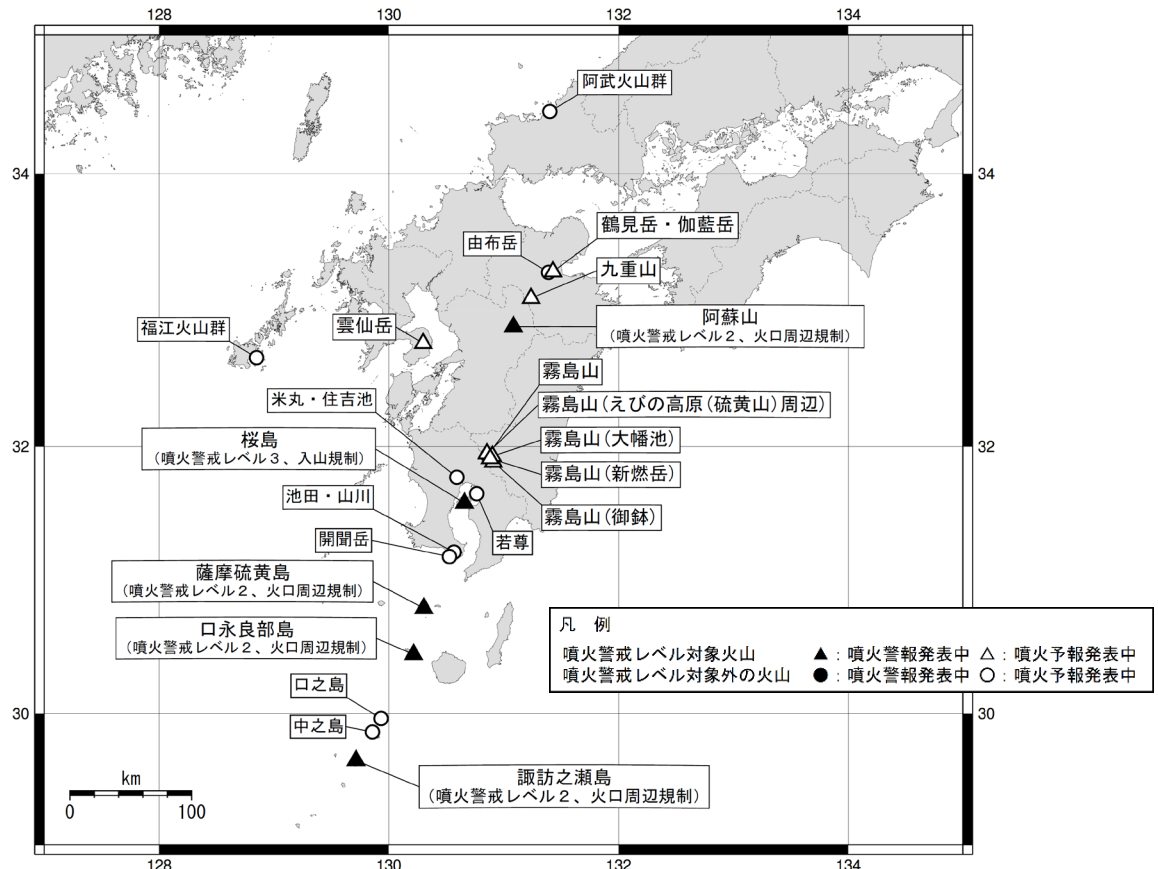 128
130
132
134
阿武火山群
34
34
鶴見岳・伽藍岳
由布岳
九重山
阿蘇山
（噴火警戒レベル２、火口周辺規制）
福江火山群
雲仙岳
霧島山
米丸・住吉池
霧島山（えびの高原（硫黄山）周辺）
桜島
（噴火警戒レベル３、入山規制）
霧島山（大幡池）
32
32
霧島山（新燃岳）
池田・山川
霧島山（御鉢）
開聞岳
若尊
薩摩硫黄島
（噴火警戒レベル２、火口周辺規制）
口永良部島
（噴火警戒レベル２、火口周辺規制）
凡 例
噴火警戒レベル対象火山 ▲：噴火警報発表中 △：噴火予報発表中
噴火警戒レベル対象外の火山 ●：噴火警報発表中 ○：噴火予報発表中
口之島
30
30
中之島
諏訪之瀬島
（噴火警戒レベル２、火口周辺規制）
km
0 100
128
130
132
134